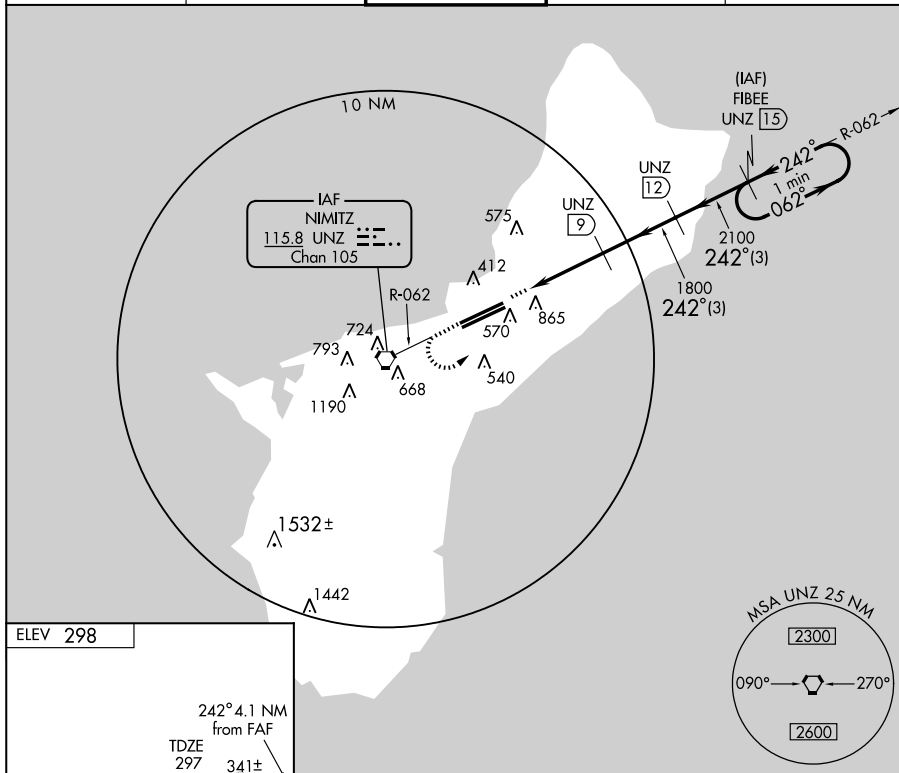 10 NM
(IAF)
FIBEE
UNZ 15
R-062
242°
1 min
062°
UNZ
12
UNZ
9
2100
242°(3)
1800
242°(3)
IAF
NIMITZ
115.8 UNZ
Chan 105
575
412
R-062
865
570
724
793
668
540
1190
1532±
1442
MSA UNZ 25 NM
2300
090°
270°
2600
ELEV 298
242° 4.1 NM
from FAF
TDZE
297
341±